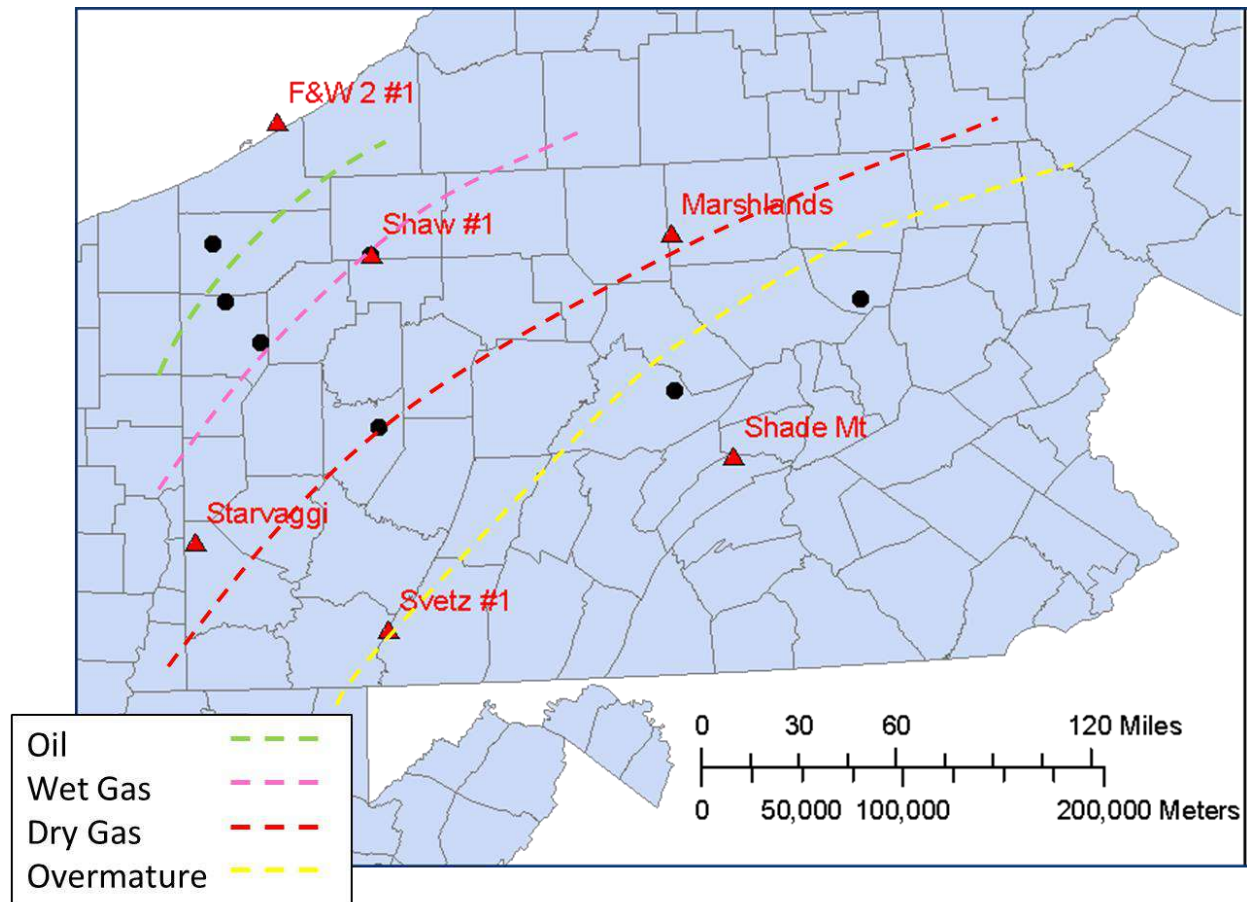 F&W 2 #1
Shaw #1
Marshlands
Shade Mt
Starvaggi
Svetz #1
0 30 60 120 Miles
0 50,000 100,000 200,000 Meters
Oil
Wet Gas
Dry Gas
Overmature